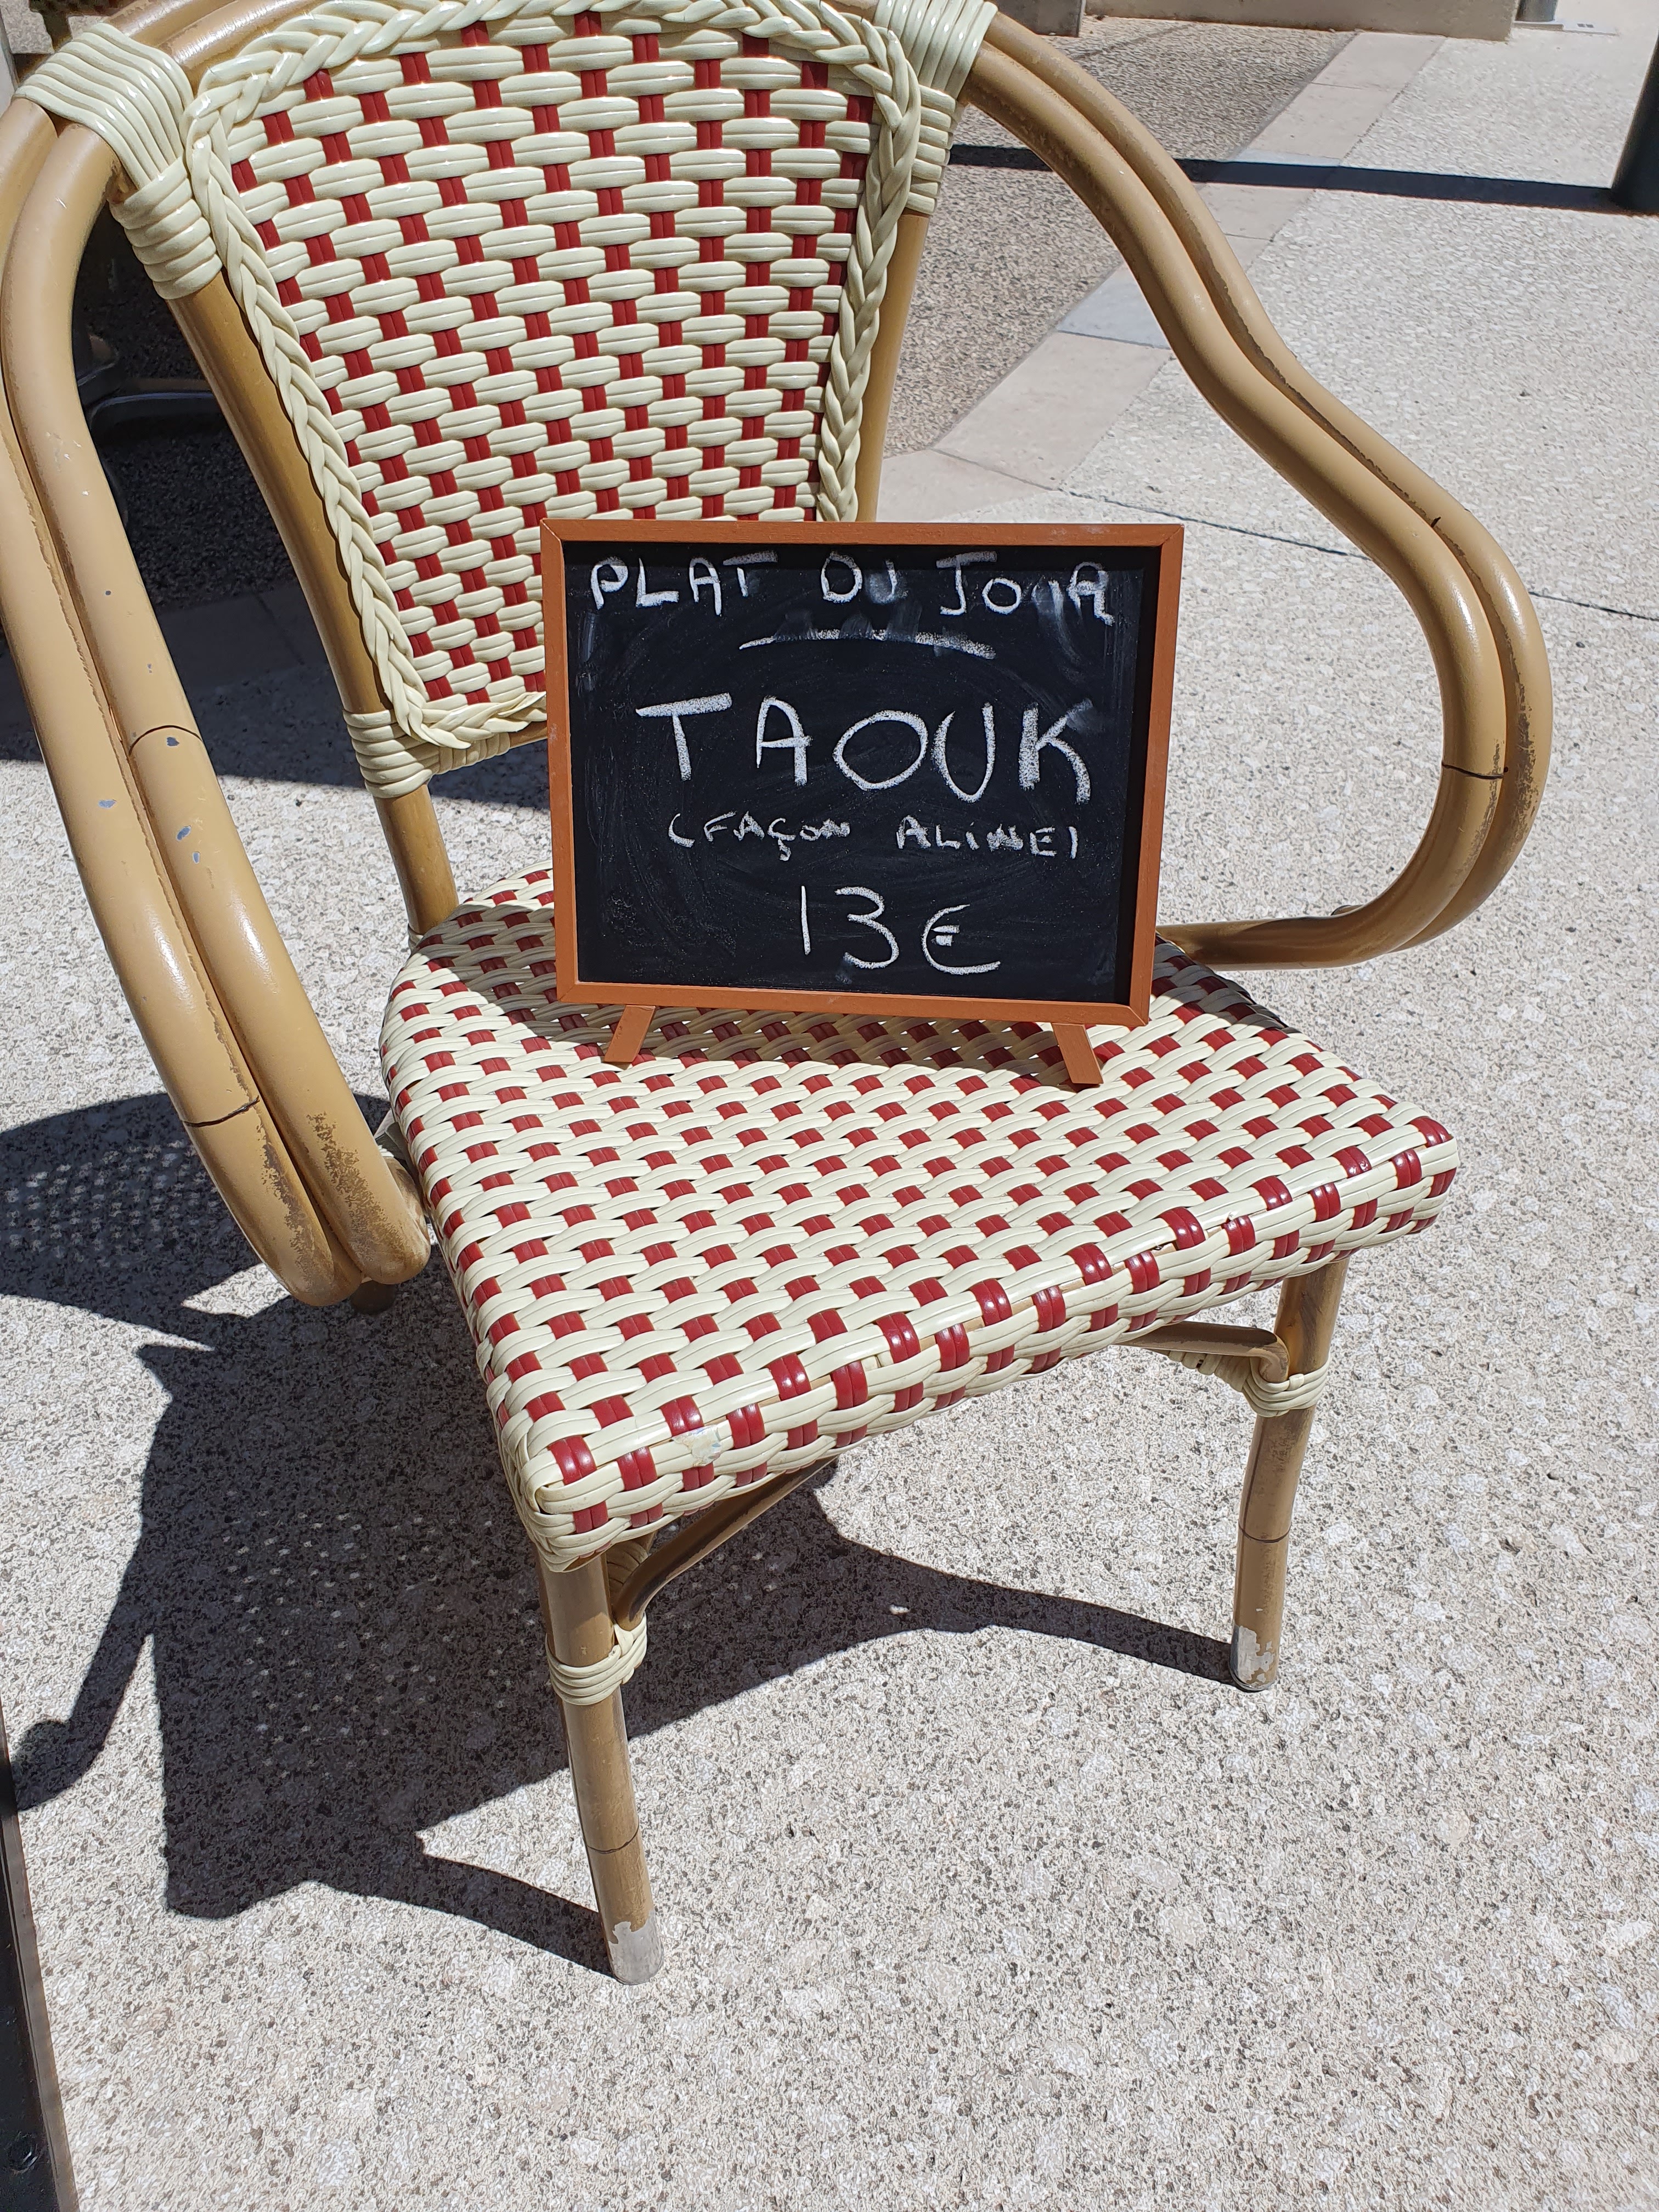 PLAT DU JOUR
TAOUK
(FAÇON ALINE)
13€